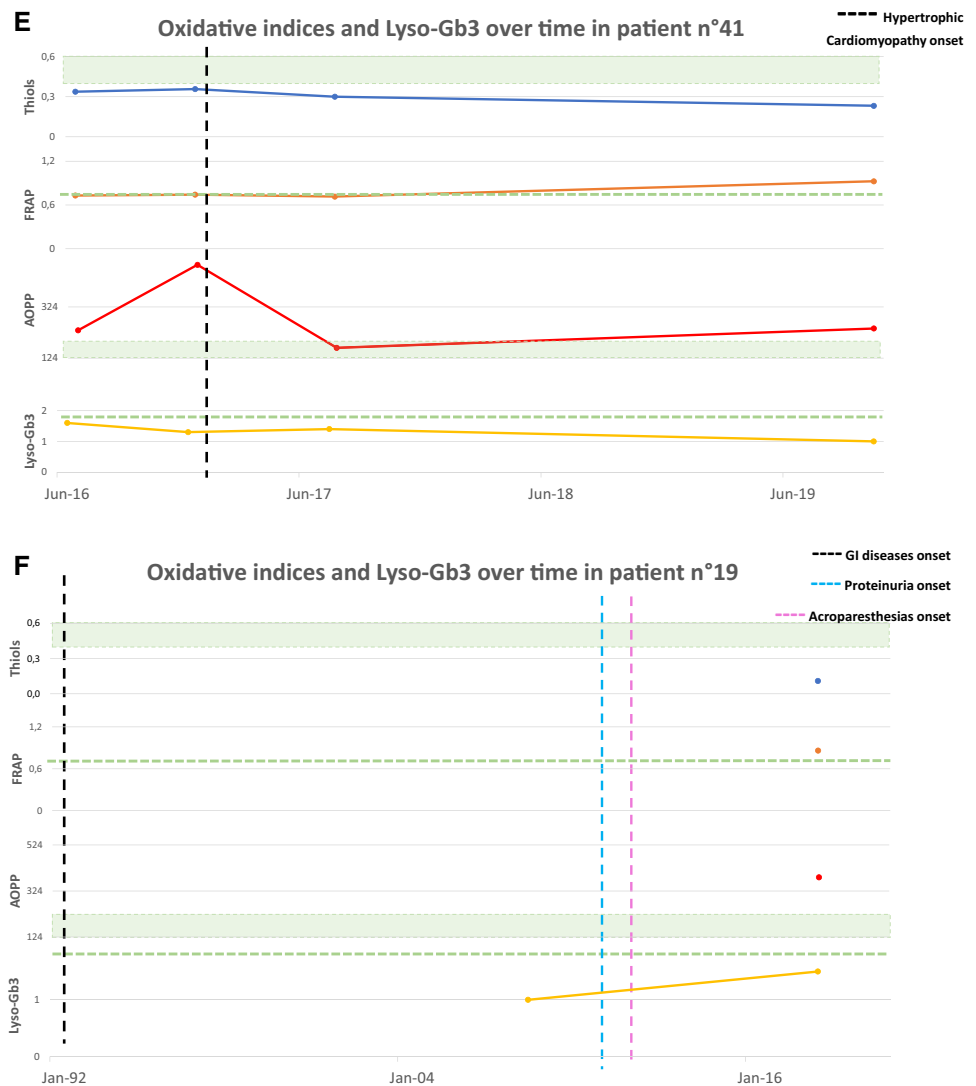 E
Oxidative indices and Lyso-Gb3 over time in patient n°41
Hypertrophic
Cardiomyopathy onset
0,6
0,3
0
Thiols
1,2
0,6
0
FRAP
324
124
AOPP
2
1
0
Lyso-Gb3
Jun-16
Jun-17
Jun-18
Jun-19
F
Oxidative indices and Lyso-Gb3 over time in patient n°19
GI diseases onset
Proteinuria onset
Acroparesthesias onset
0,6
0,3
0,0
Thiols
1,2
0,6
0
FRAP
524
324
124
AOPP
1
0
Lyso-Gb3
Jan-92
Jan-04
Jan-16